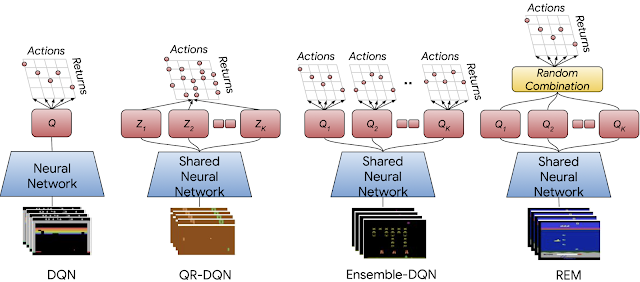 Actions
Returns
Q
Neural
Network
DQN
Actions
Returns
Z1
Z2
ZK
Shared
Neural
Network
QR-DQN
Actions
Actions
Actions
Returns
Q1
Q2
QK
Shared
Neural
Network
Ensemble-DQN
Actions
Returns
Random
Combination
Q1
Q2
QK
Shared
Neural
Network
REM